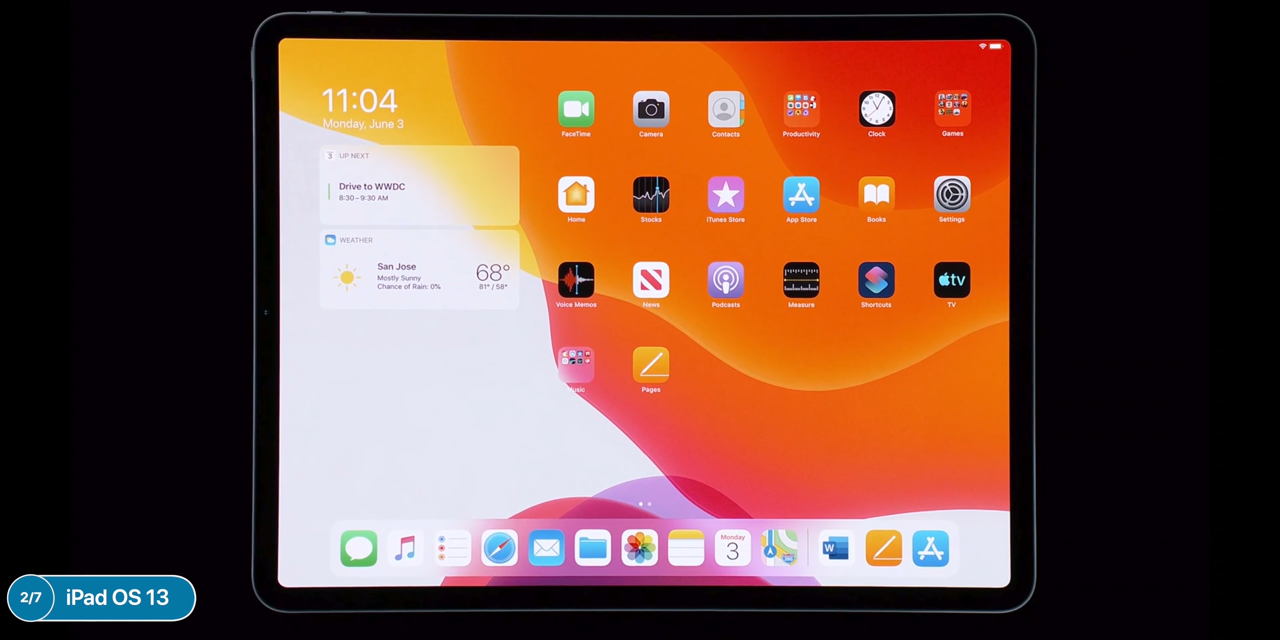 11:04
Monday, June 3
3 UP NEXT
Drive to WWDC
8:30 – 9:30 AM
WEATHER
San Jose
Mostly Sunny
Chance of Rain: 0%
68°
81° / 58°
FaceTime
Camera
Contacts
Productivity
Clock
Games
Home
Stocks
iTunes Store
App Store
Books
Settings
Voice Memos
News
Podcasts
Measure
Shortcuts
tv
TV
Music
Pages
Monday
3
W
2/7 iPad OS 13